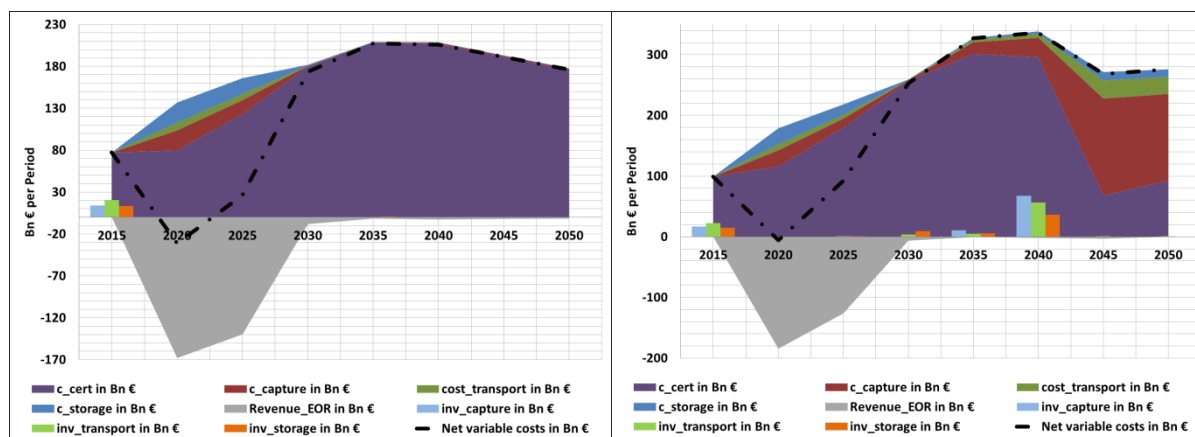 230
180
130
80
30
-20
-70
-120
-170
Bn € per Period
2015 2020 2025 2030 2035 2040 2045 2050
c_cert in Bn € c_capture in Bn € cost_transport in Bn €
c_storage in Bn € Revenue_EOR in Bn € inv_capture in Bn €
inv_transport in Bn € inv_storage in Bn € Net variable costs in Bn €
300
200
100
0
-100
-200
Bn € per Period
2015 2020 2025 2030 2035 2040 2045 2050
c_cert in Bn € c_capture in Bn € cost_transport in Bn €
c_storage in Bn € Revenue_EOR in Bn € inv_capture in Bn €
inv_transport in Bn € inv_storage in Bn € Net variable costs in Bn €